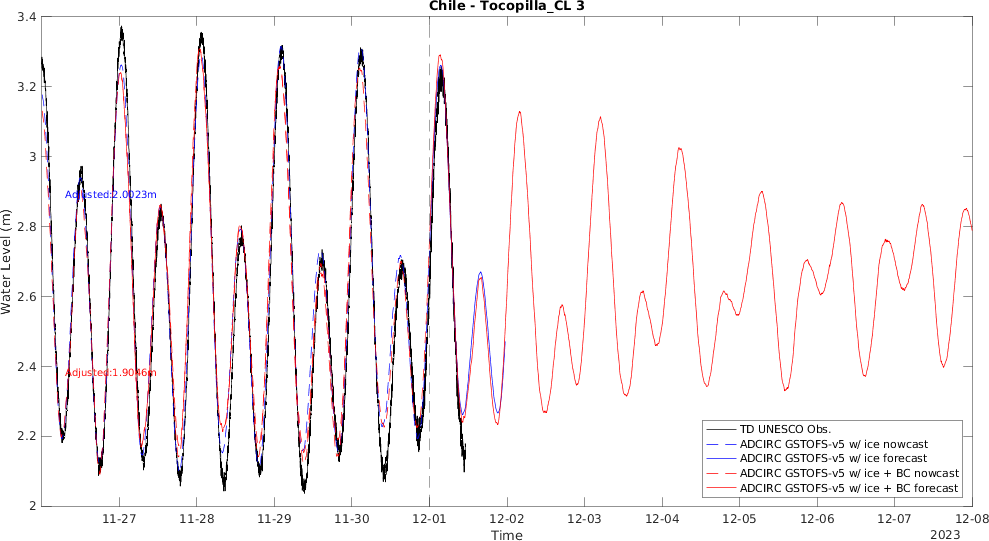 Chile - Tocopilla_CL 3
3.4
3.2
3
2.8
2.6
2.4
2.2
2
Water Level (m)
Adjusted:2.0023m
Adjusted:1.9046m
TD UNESCO Obs.
ADCIRC GSTOFS-v5 w/ ice nowcast
ADCIRC GSTOFS-v5 w/ ice forecast
ADCIRC GSTOFS-v5 w/ ice + BC nowcast
ADCIRC GSTOFS-v5 w/ ice + BC forecast
11-27 11-28 11-29 11-30 12-01 12-02 12-03 12-04 12-05 12-06 12-07 12-08
Time
2023